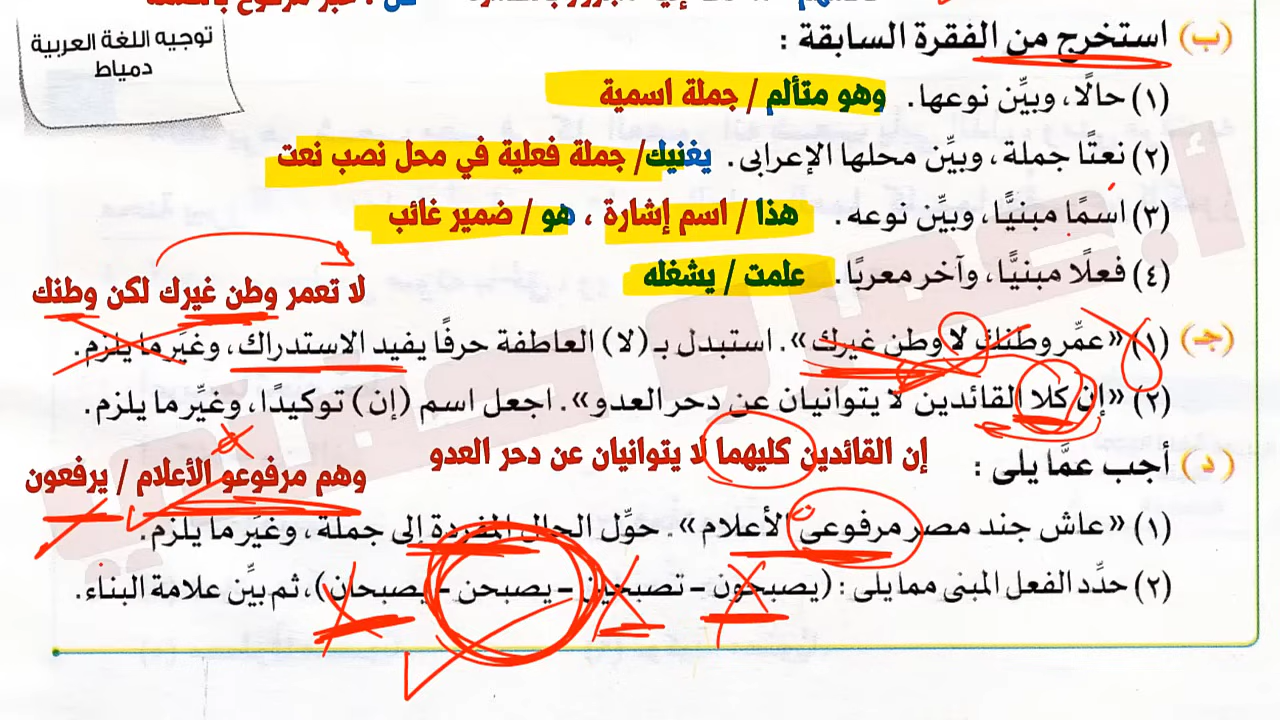 توجيه اللغة العربية
دمياط
(ب) استخرج من الفقرة السابقة :
(١) حالًا، وبيِّن نوعها. وهو متألم / جملة اسمية
(٢) نعتًا جملة، وبيِّن محلها الإعرابى. يغنيك/ جملة فعلية في محل نصب نعت
(٣) اسمًا مبنيًّا، وبيِّن نوعه. هذا / اسم إشارة ، هو / ضمير غائب
(٤) فعلًا مبنيًّا، وآخر معربًا. علمت / يشغله
لا تعمر وطن غيرك لكن وطنك
(جـ) (١) «عمِّر وطنك لا وطن غيرك». استبدل بـ (لا) العاطفة حرفًا يفيد الاستدراك، وغيِّر ما يلزم.
(٢) «إن كلا القائدين لا يتوانيان عن دحر العدو». اجعل اسم (إن) توكيدًا، وغيِّر ما يلزم.
إن القائدين كليهما لا يتوانيان عن دحر العدو
(د) أجب عمَّا يلى :
وهم مرفوعو الأعلام / يرفعون
(١) «عاش جند مصر مرفوعى الأعلام». حوِّل الحال المفردة إلى جملة، وغيِّر ما يلزم.
(٢) حدِّد الفعل المبنى مما يلى : (يصبحون – تصبحين – يصبحن – يصبحان)، ثم بيِّن علامة البناء.